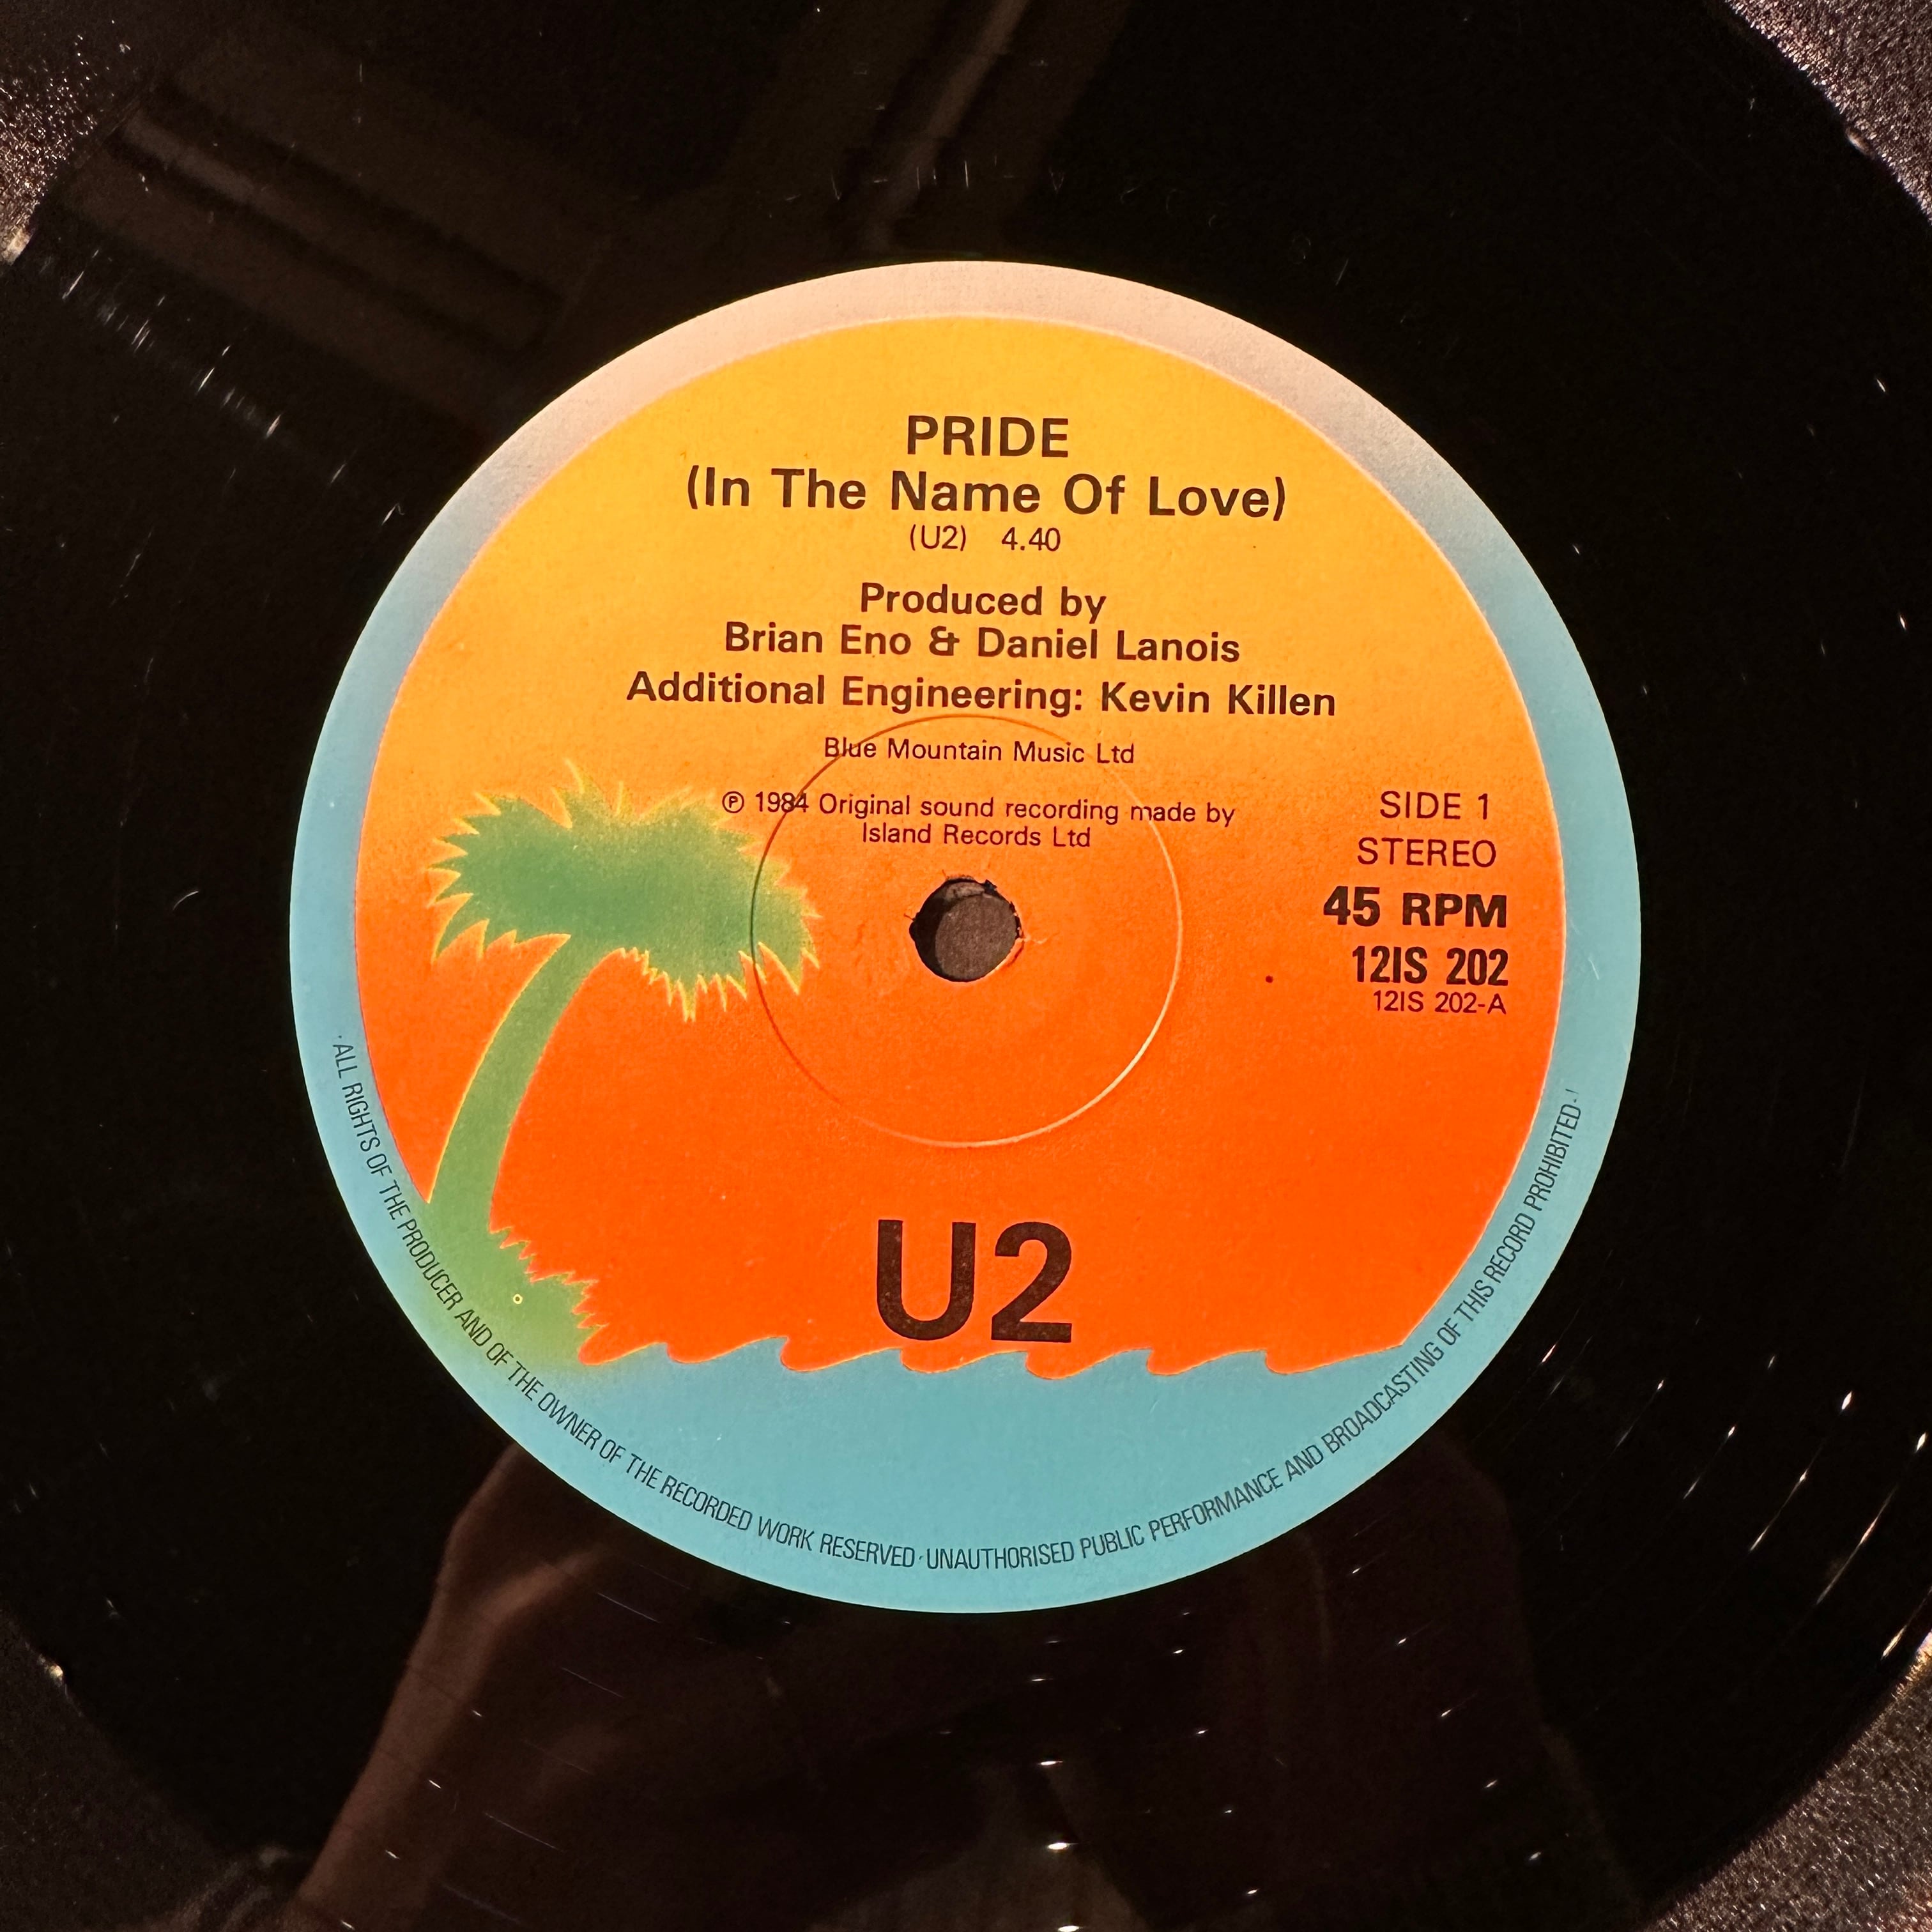 PRIDE
(In The Name Of Love)
(U2) 4.40
Produced by
Brian Eno & Daniel Lanois
Additional Engineering: Kevin Killen
Blue Mountain Music Ltd
℗ 1984 Original sound recording made by
Island Records Ltd
SIDE 1
STEREO
45 RPM
12IS 202
12IS 202-A
U2
· ALL RIGHTS OF THE PRODUCER AND OF THE OWNER OF THE RECORDED WORK RESERVED · UNAUTHORISED PUBLIC PERFORMANCE AND BROADCASTING OF THIS RECORD PROHIBITED ·